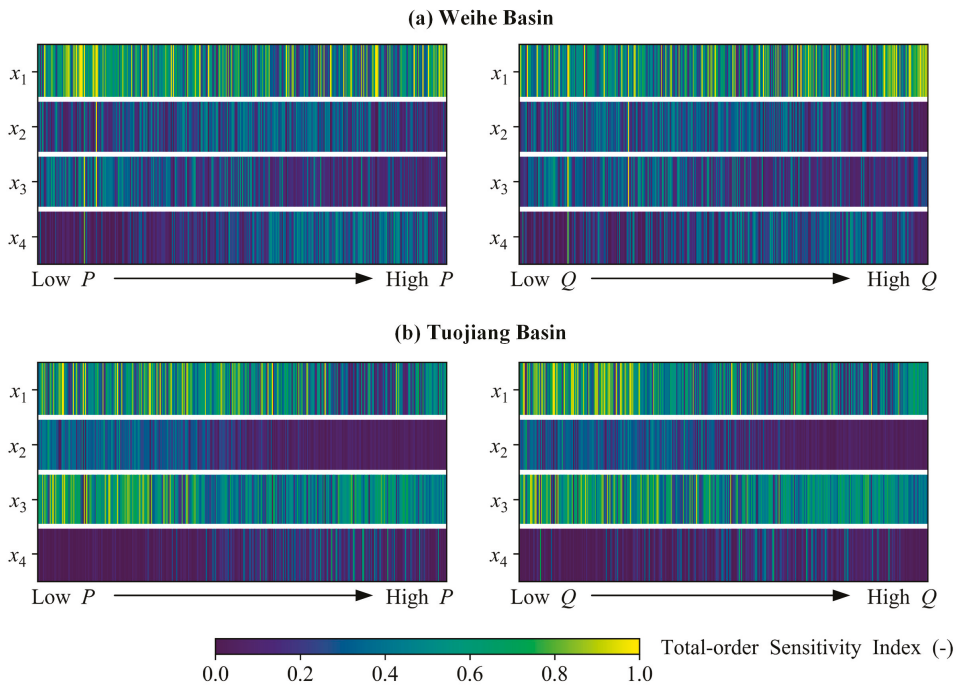 (a) Weihe Basin
x1
x2
x3
x4
Low P
High P
x1
x2
x3
x4
Low Q
High Q
(b) Tuojiang Basin
x1
x2
x3
x4
Low P
High P
x1
x2
x3
x4
Low Q
High Q
0.0 0.2 0.4 0.6 0.8 1.0
Total-order Sensitivity Index (-)